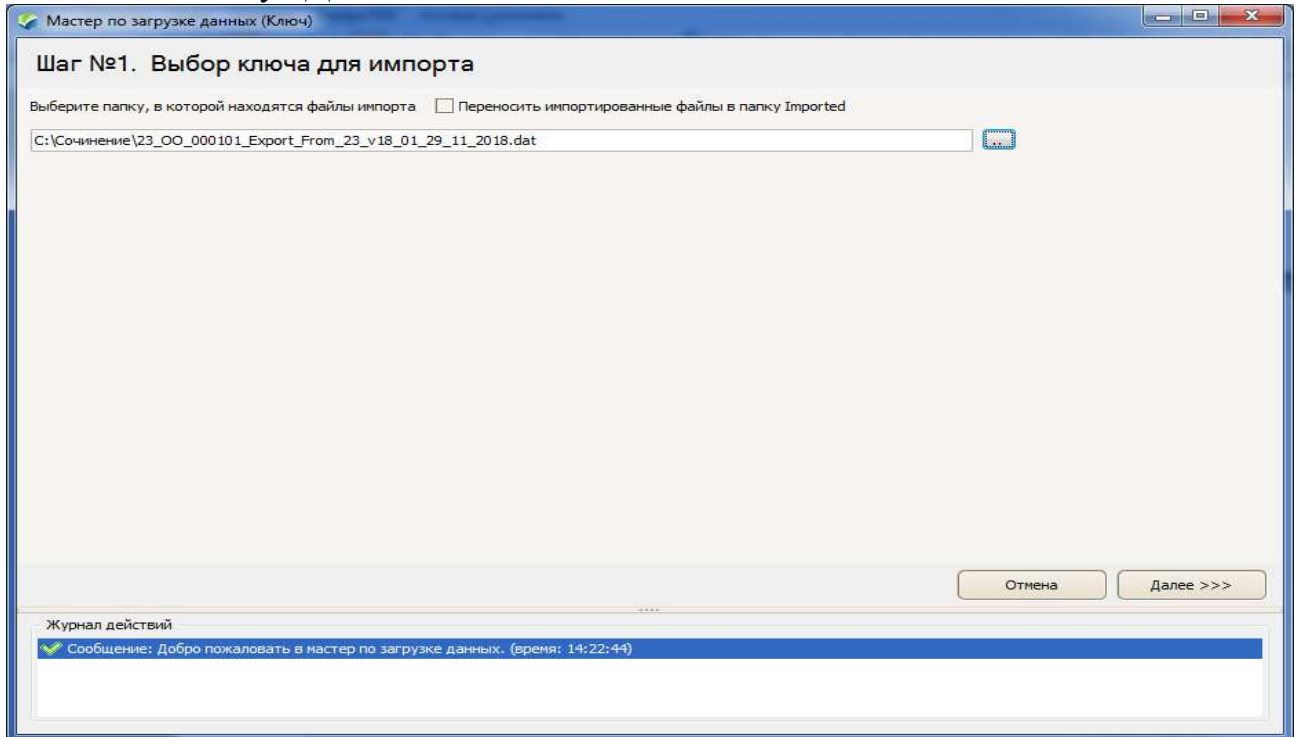 Мастер по загрузке данных (Ключ)
Шаг №1. Выбор ключа для импорта
Выберите папку, в которой находятся файлы импорта Переносить импортированные файлы в папку Imported
C:\Сочинение\23_OO_000101_Export_From_23_v18_01_29_11_2018.dat ..
Отмена Далее >>>
Журнал действий
Сообщение: Добро пожаловать в мастер по загрузке данных. (время: 14:22:44)